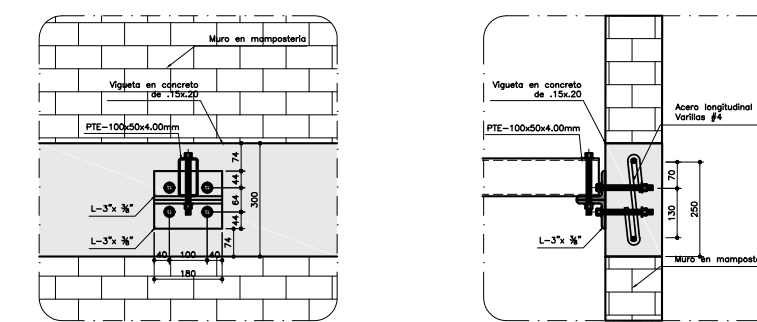 Muro en mampostería
Vigueta en concreto
de .15x.20
PTE-100x50x4.00mm
L-3"x ⅜"
L-3"x ⅜"
74
44
64
44
74
300
40
100
40
180
Vigueta en concreto
de .15x.20
PTE-100x50x4.00mm
L-3"x ⅜"
Acero longitudinal
Varillas #4
70
130
250
Muro en mamposte